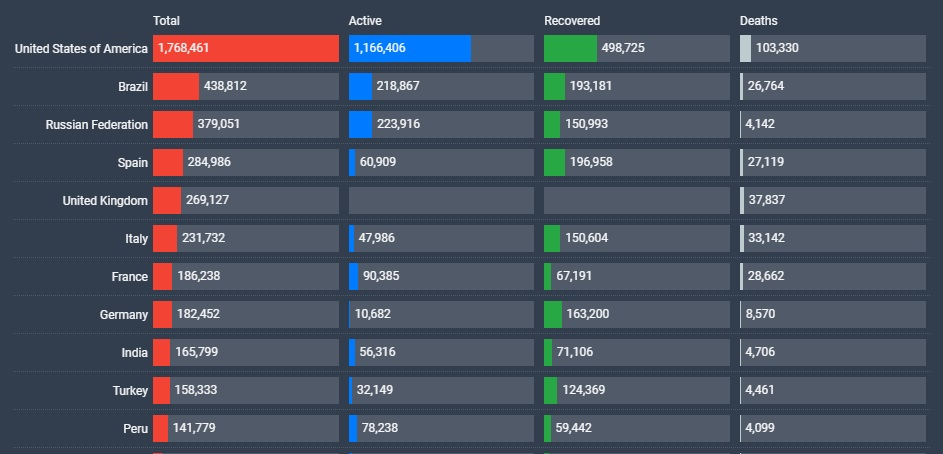 Total Active Recovered Deaths
United States of America 1,768,461 1,166,406 498,725 103,330
Brazil 438,812 218,867 193,181 26,764
Russian Federation 379,051 223,916 150,993 4,142
Spain 284,986 60,909 196,958 27,119
United Kingdom 269,127 37,837
Italy 231,732 47,986 150,604 33,142
France 186,238 90,385 67,191 28,662
Germany 182,452 10,682 163,200 8,570
India 165,799 56,316 71,106 4,706
Turkey 158,333 32,149 124,369 4,461
Peru 141,779 78,238 59,442 4,099